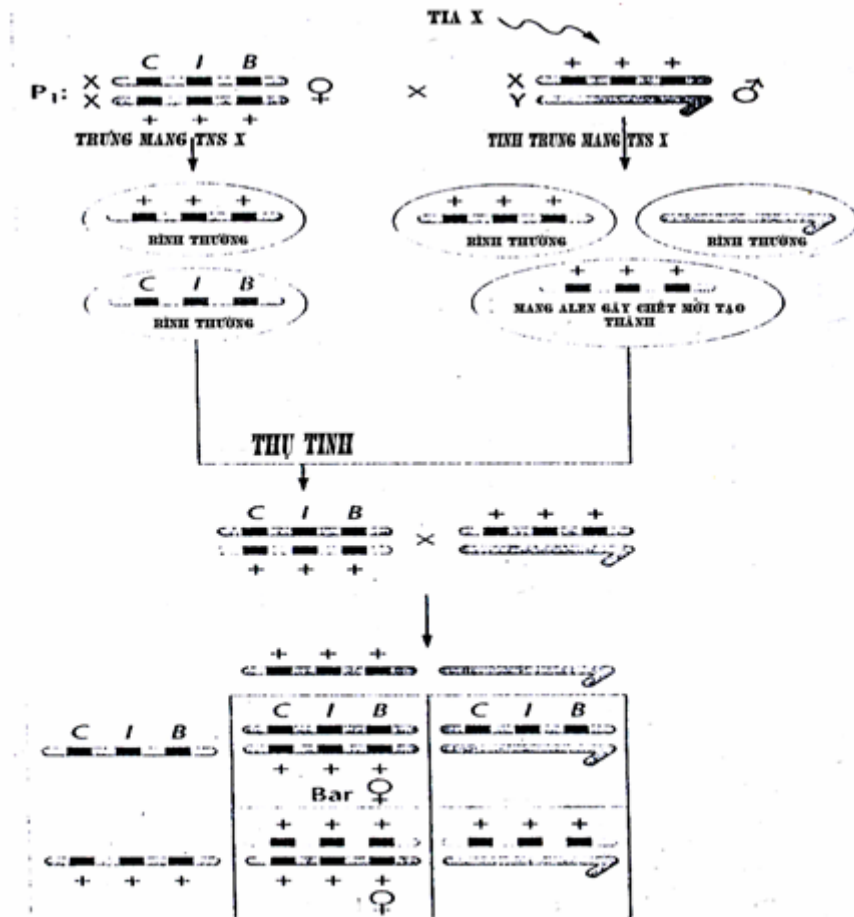 TIA X
C I B
+ + +
P1: X
X
♀
×
X
Y
♂
+ + +
TRỨNG MANG TNS X
TINH TRUNG MANG TNS X
+ + +
BÌNH THƯỜNG
+ + +
BÌNH THƯỜNG
BÌNH THƯỜNG
C I B
BÌNH THƯỜNG
+ + +
MANG ALEN GÂY CHẾT MỚI TẠO
THÀNH
THỤ TINH
C I B
+ + +
×
+ + +
+ + +
C I B
C I B
+ + +
Bar ♀
C I B
+ + +
+ + +
♀
+ + +